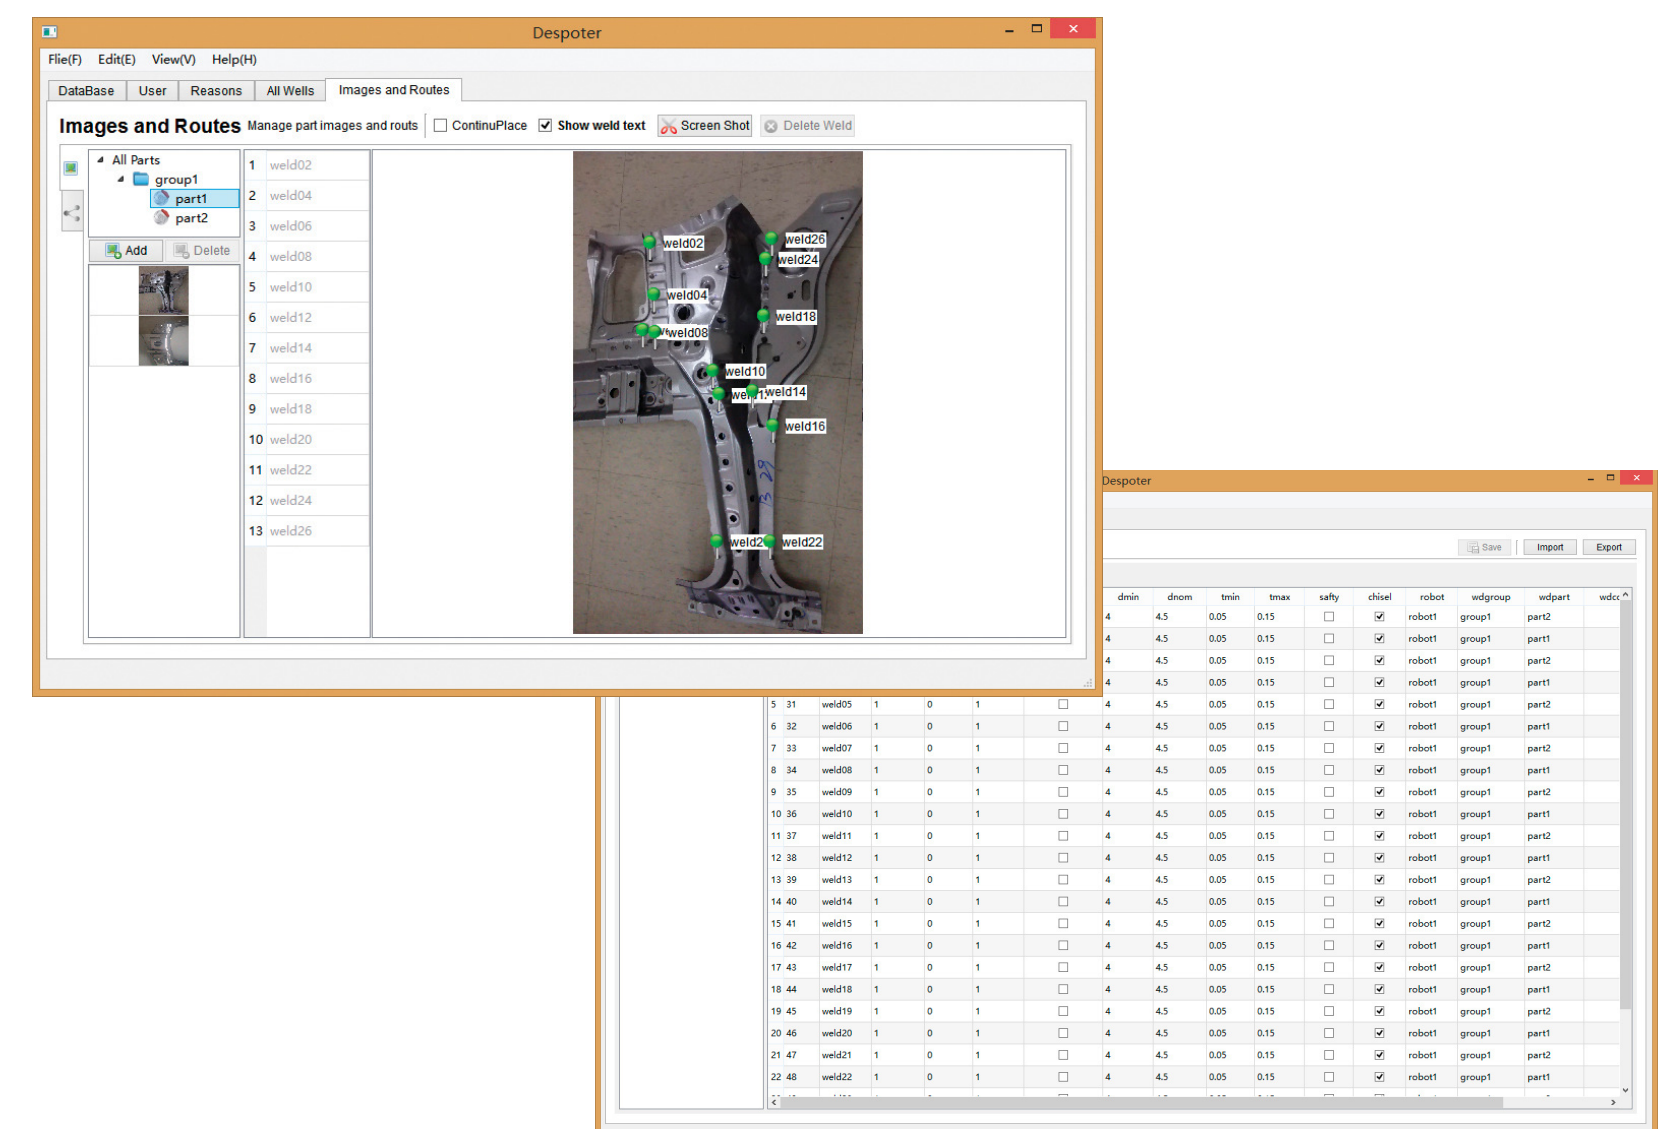 Despoter
Flie(F) Edit(E) View(V) Help(H)
DataBase User Reasons All Wells Images and Routes
Images and Routes Manage part images and routs ContinuPlace Show weld text Screen Shot Delete Weld
All Parts
group1
part1
part2
Add Delete
1 weld02
2 weld04
3 weld06
4 weld08
5 weld10
6 weld12
7 weld14
8 weld16
9 weld18
10 weld20
11 weld22
12 weld24
13 weld26
weld02 weld26
weld24
weld04
weld18
weld08
weld10
weld14
weld16
weld2 weld22
13 29
Despoter
Save Import Export
dmin dnom tmin tmax safty chisel robot wdgroup wdpart wdcc
4 4.5 0.05 0.15 robot1 group1 part2
4 4.5 0.05 0.15 robot1 group1 part1
4 4.5 0.05 0.15 robot1 group1 part2
4 4.5 0.05 0.15 robot1 group1 part1
5 31 weld05 1 0 1 4 4.5 0.05 0.15 robot1 group1 part2
6 32 weld06 1 0 1 4 4.5 0.05 0.15 robot1 group1 part1
7 33 weld07 1 0 1 4 4.5 0.05 0.15 robot1 group1 part2
8 34 weld08 1 0 1 4 4.5 0.05 0.15 robot1 group1 part1
9 35 weld09 1 0 1 4 4.5 0.05 0.15 robot1 group1 part2
10 36 weld10 1 0 1 4 4.5 0.05 0.15 robot1 group1 part1
11 37 weld11 1 0 1 4 4.5 0.05 0.15 robot1 group1 part2
12 38 weld12 1 0 1 4 4.5 0.05 0.15 robot1 group1 part1
13 39 weld13 1 0 1 4 4.5 0.05 0.15 robot1 group1 part2
14 40 weld14 1 0 1 4 4.5 0.05 0.15 robot1 group1 part1
15 41 weld15 1 0 1 4 4.5 0.05 0.15 robot1 group1 part2
16 42 weld16 1 0 1 4 4.5 0.05 0.15 robot1 group1 part1
17 43 weld17 1 0 1 4 4.5 0.05 0.15 robot1 group1 part2
18 44 weld18 1 0 1 4 4.5 0.05 0.15 robot1 group1 part1
19 45 weld19 1 0 1 4 4.5 0.05 0.15 robot1 group1 part2
20 46 weld20 1 0 1 4 4.5 0.05 0.15 robot1 group1 part1
21 47 weld21 1 0 1 4 4.5 0.05 0.15 robot1 group1 part2
22 48 weld22 1 0 1 4 4.5 0.05 0.15 robot1 group1 part1